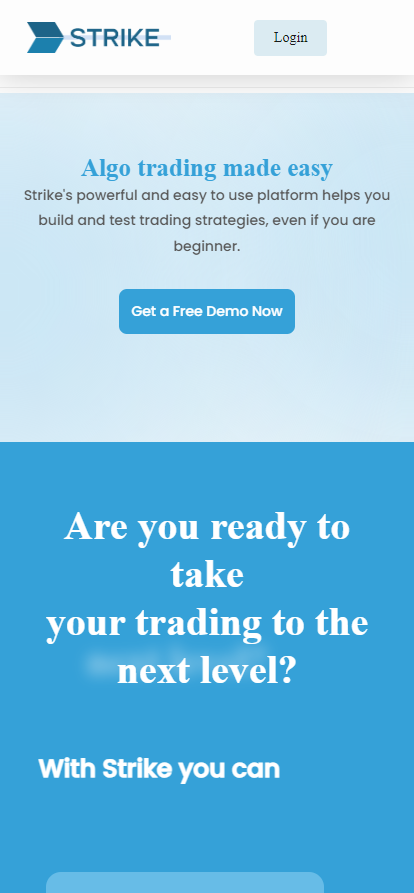 STRIKE
Login
Algo trading made easy
Strike's powerful and easy to use platform helps you
build and test trading strategies, even if you are
beginner.
Get a Free Demo Now
Are you ready to
take
your trading to the
next level?
With Strike you can